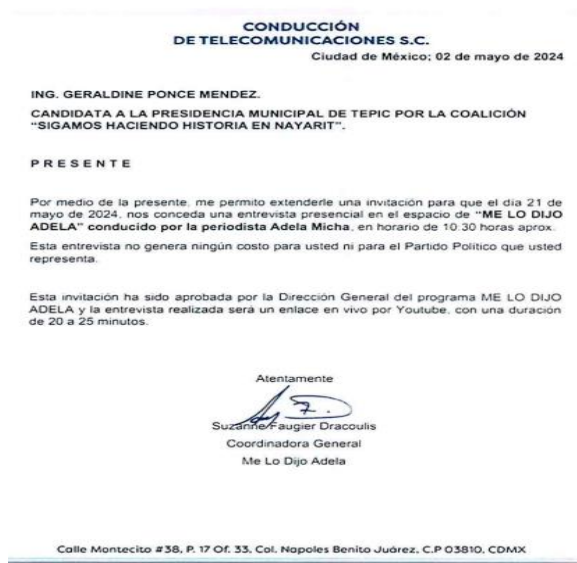 CONDUCCIÓN
DE TELECOMUNICACIONES S.C.
Ciudad de México; 02 de mayo de 2024
ING. GERALDINE PONCE MENDEZ.
CANDIDATA A LA PRESIDENCIA MUNICIPAL DE TEPIC POR LA COALICIÓN
“SIGAMOS HACIENDO HISTORIA EN NAYARIT”.
P R E S E N T E
Por medio de la presente, me permito extenderle una invitación para que el día 21 de
mayo de 2024, nos conceda una entrevista presencial en el espacio de “ME LO DIJO
ADELA” conducido por la periodista Adela Micha, en horario de 10:30 horas aprox.
Esta entrevista no genera ningún costo para usted ni para el Partido Político que usted
representa.
Esta invitación ha sido aprobada por la Dirección General del programa ME LO DIJO
ADELA y la entrevista realizada será un enlace en vivo por Youtube, con una duración
de 20 a 25 minutos.
Atentamente
Suzanne Faugier Dracoulis
Coordinadora General
Me Lo Dijo Adela
Calle Montecito #38, P. 17 Of. 33, Col. Napoles Benito Juárez, C.P 03810, CDMX